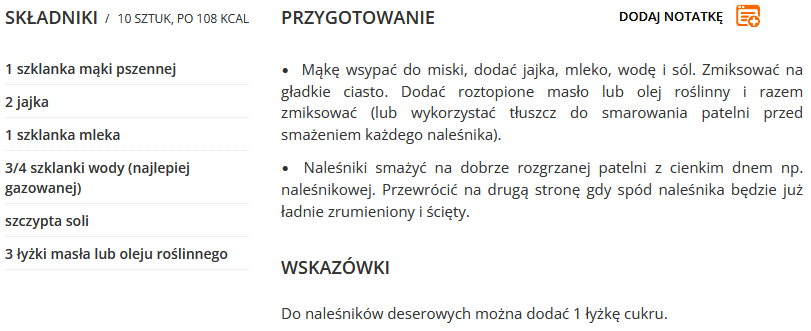 SKŁADNIKI / 10 SZTUK, PO 108 KCAL
1 szklanka mąki pszennej
2 jajka
1 szklanka mleka
3/4 szklanki wody (najlepiej
gazowanej)
szczypta soli
3 łyżki masła lub oleju roślinnego
PRZYGOTOWANIE
DODAJ NOTATKĘ
• Mąkę wsypać do miski, dodać jajka, mleko, wodę i sól. Zmiksować na
gładkie ciasto. Dodać roztopione masło lub olej roślinny i razem
zmiksować (lub wykorzystać tłuszcz do smarowania patelni przed
smażeniem każdego naleśnika).
• Naleśniki smażyć na dobrze rozgrzanej patelni z cienkim dnem np.
naleśnikowej. Przewrócić na drugą stronę gdy spód naleśnika będzie już
ładnie zrumieniony i ścięty.
WSKAZÓWKI
Do naleśników deserowych można dodać 1 łyżkę cukru.